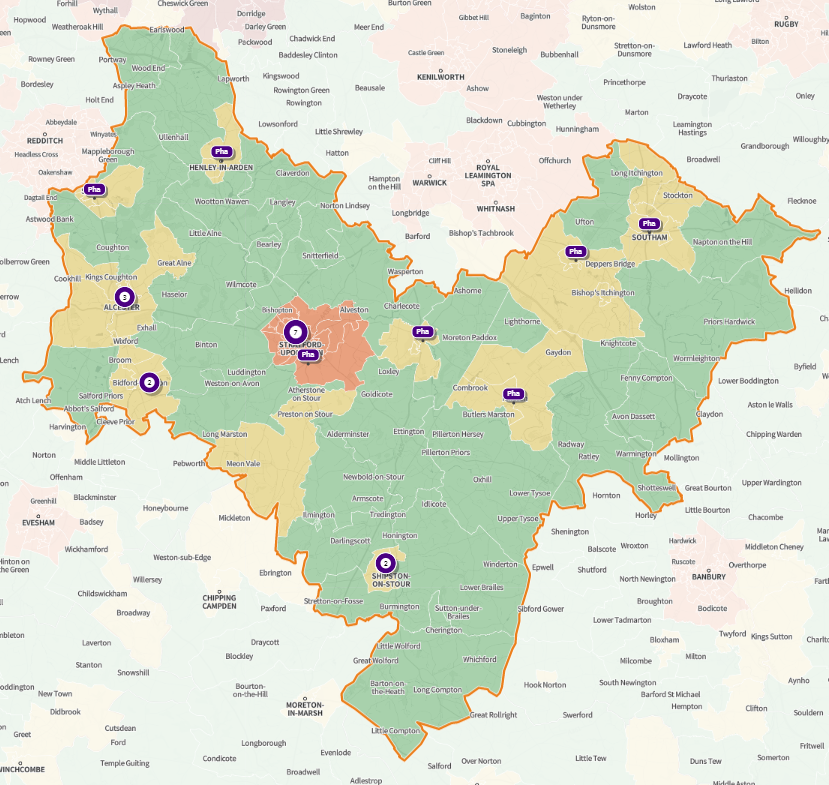 Forhill
Wythall
Cheswick Green
Burton Green
Wolston
Hopwood
Weatheroak Hill
Earlswood
Dorridge
Darley Green
Meer End
Gibbet Hill
Baginton
Ryton-on-
Dunsmore
RUGBY
Packwood
Chadwick End
Baddesley Clinton
Castle Green
Stoneleigh
Bubbenhall
Stretton-on-
Dunsmore
Lawford Heath
Bilton
Rowney Green
Portway
Wood End
Lapworth
Kingswood
Rowington Green
Rowington
Beausale
KENILWORTH
Ashow
Princethorpe
Thurlaston
Bordesley
Aspley Heath
Holt End
Weston under
Wetherley
Draycote
Onley
Abbeydale
REDDITCH
Winyates
Ullenhall
Lowsonford
Little Shrewley
Blackdown
Cubbington
Hunningham
Marton
Leamington
Hastings
Willoughby
Headless Cross
Mappleborough
Green
Pha
HENLEY-IN-ARDEN
Hatton
Cliff Hill
ROYAL
LEAMINGTON
SPA
Offchurch
Long Itchington
Broadwell
Grandborough
Oakenshaw
Claverdon
Hampton
on the Hill
WARWICK
Dagtail End
Pha
Wootton Wawen
Langley
Norton Lindsey
Longbridge
WHITNASH
Stockton
Flecknoe
Astwood Bank
Little Alne
Barford
Bishop's Tachbrook
Ufton
Pha
SOUTHAM
Napton on the Hill
Coughton
Bearley
Snitterfield
Pha
Deppers Bridge
Cookhill
Kings Coughton
Great Alne
Wasperton
Wilmcote
Ashorne
Bishop's Itchington
Hellidon
3
ALCESTER
Haselor
Bishopton
Alveston
Charlecote
Lighthorne
Priors Hardwick
Exhall
7
Pha
Moreton Paddox
Wixford
Binton
STRATFORD-
Pha
Loxley
Knightcote
Gaydon
Wormleighton
Broom
Luddington
Byfield
2
Weston-on-Avon
Atherstone
on Stour
Goldicote
Combrook
Pha
Fenny Compton
Lower Boddington
Salford Priors
Atch Lench
Abbot's Salford
Preston on Stour
Butlers Marston
Avon Dassett
Claydon
Aston le Walls
Harvington
Cleeve Prior
Long Marston
Alderminster
Ettington
Pillerton Hersey
Pillerton Priors
Radway
Ratley
Warmington
Mollington
Chipping Warden
Norton
Middle Littleton
Pebworth
Meon Vale
Offenham
Newbold-on-Stour
Oxhill
Lower Tysoe
Hornton
Shotteswell
Great Bourton
Upper Wardington
Greenhill
Blackminster
Honeybourne
Armscote
Idlicote
Little Bourton
EVESHAM
Badsey
Mickleton
Ilmington
Tredington
Upper Tysoe
Horley
Chacombe
Wickhamford
Weston-sub-Edge
Darlingscott
Honington
Shenington
Balscote
Wroxton
Hardwick
Middleton Cheney
Ebrington
2
SHIPSTON-
ON-STOUR
Winderton
Epwell
Shutford
Ruscote
Overthorpe
Childswickham
Willersey
North Newington
BANBURY
Broadway
CHIPPING
CAMPDEN
Paxford
Stretton-on-Fosse
Burmington
Lower Brailes
Sutton-under-
Brailes
Sibford Gower
Broughton
Bodicote
Lower Tadmarton
Laverton
Draycott
Cherington
Bloxham
Twyford
Kings Sutton
Stanton
Snowshill
Blockley
Little Wolford
Great Wolford
Whichford
Milcombe
Milton
New Town
Bourton-
on-the-Hill
Barton-on-
the-Heath
Long Compton
Hook Norton
South Newington
Barford St Michael
Aynho
Didbrook
MORETON-
IN-MARSH
Great Rollright
Swerford
Hempton
Clifton
Souldern
Greet
Cutsdean
Ford
Little Compton
Longborough
Fritwell
Temple Guiting
Condicote
Evenlode
Broadwell
Salford
Over Norton
Little Tew
Duns Tew
Somerton
Adlestrop
Middle Aston